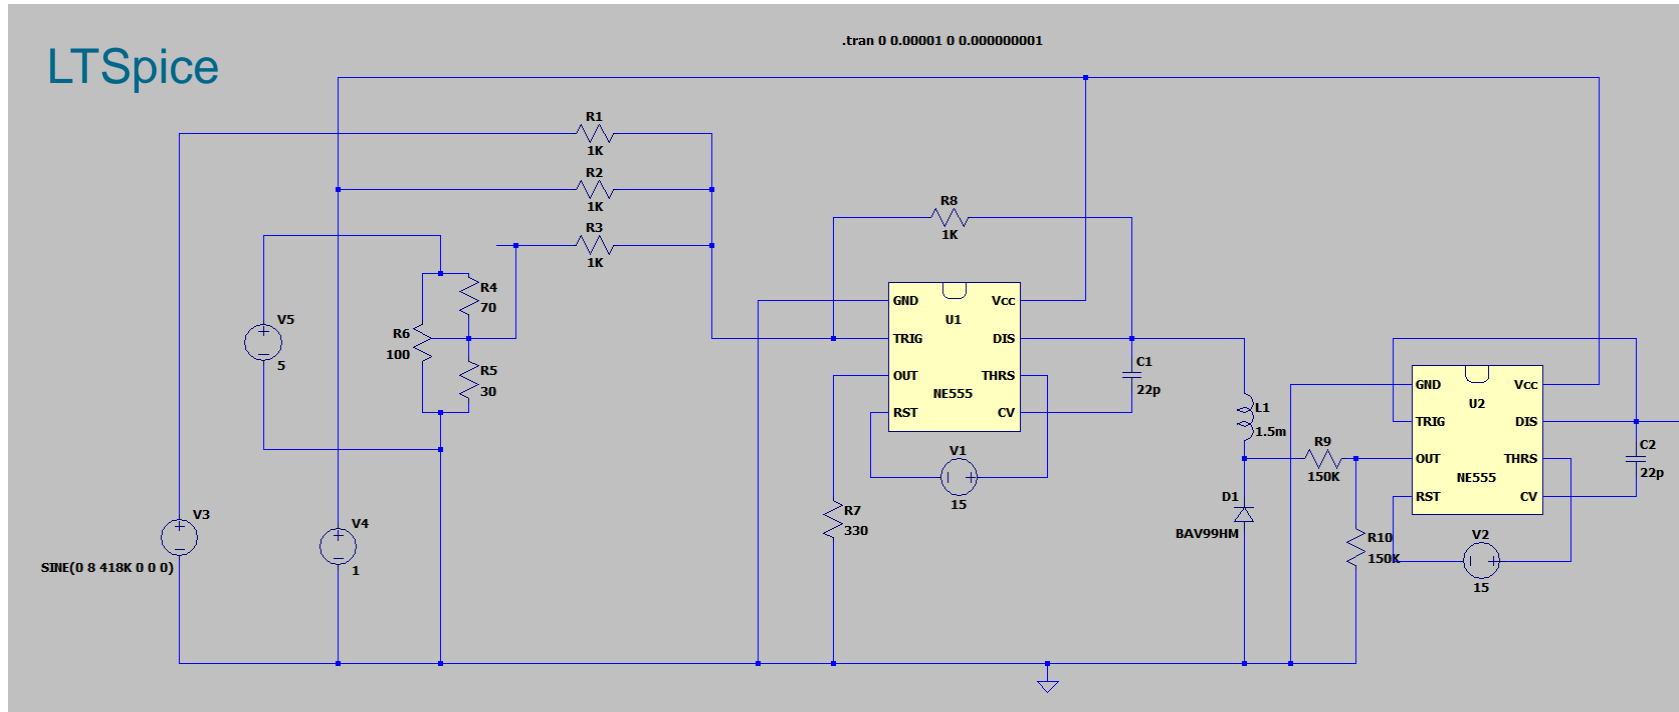 LTSpice
.tran 0 0.00001 0 0.000000001
R1
1K
R2
1K
R3
1K
R8
1K
R4
70
R6
100
R5
30
V5
5
V3
SINE(0 8 418K 0 0 0)
V4
1
GND
TRIG
OUT
RST
U1
NE555
Vcc
DIS
THRS
CV
C1
22p
V1
15
R7
330
L1
1.5m
D1
BAV99HM
R9
150K
R10
150K
GND
TRIG
OUT
RST
U2
NE555
Vcc
DIS
THRS
CV
C2
22p
V2
15